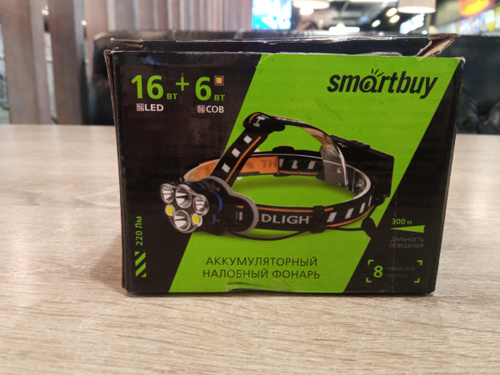 16 ВТ + 6 ВТ
LED COB
smartbuy
DLIGH
220 Лм
300 м
ДАЛЬНОСТЬ
ОСВЕЩЕНИЯ
АККУМУЛЯТОРНЫЙ
НАЛОБНЫЙ ФОНАРЬ
8